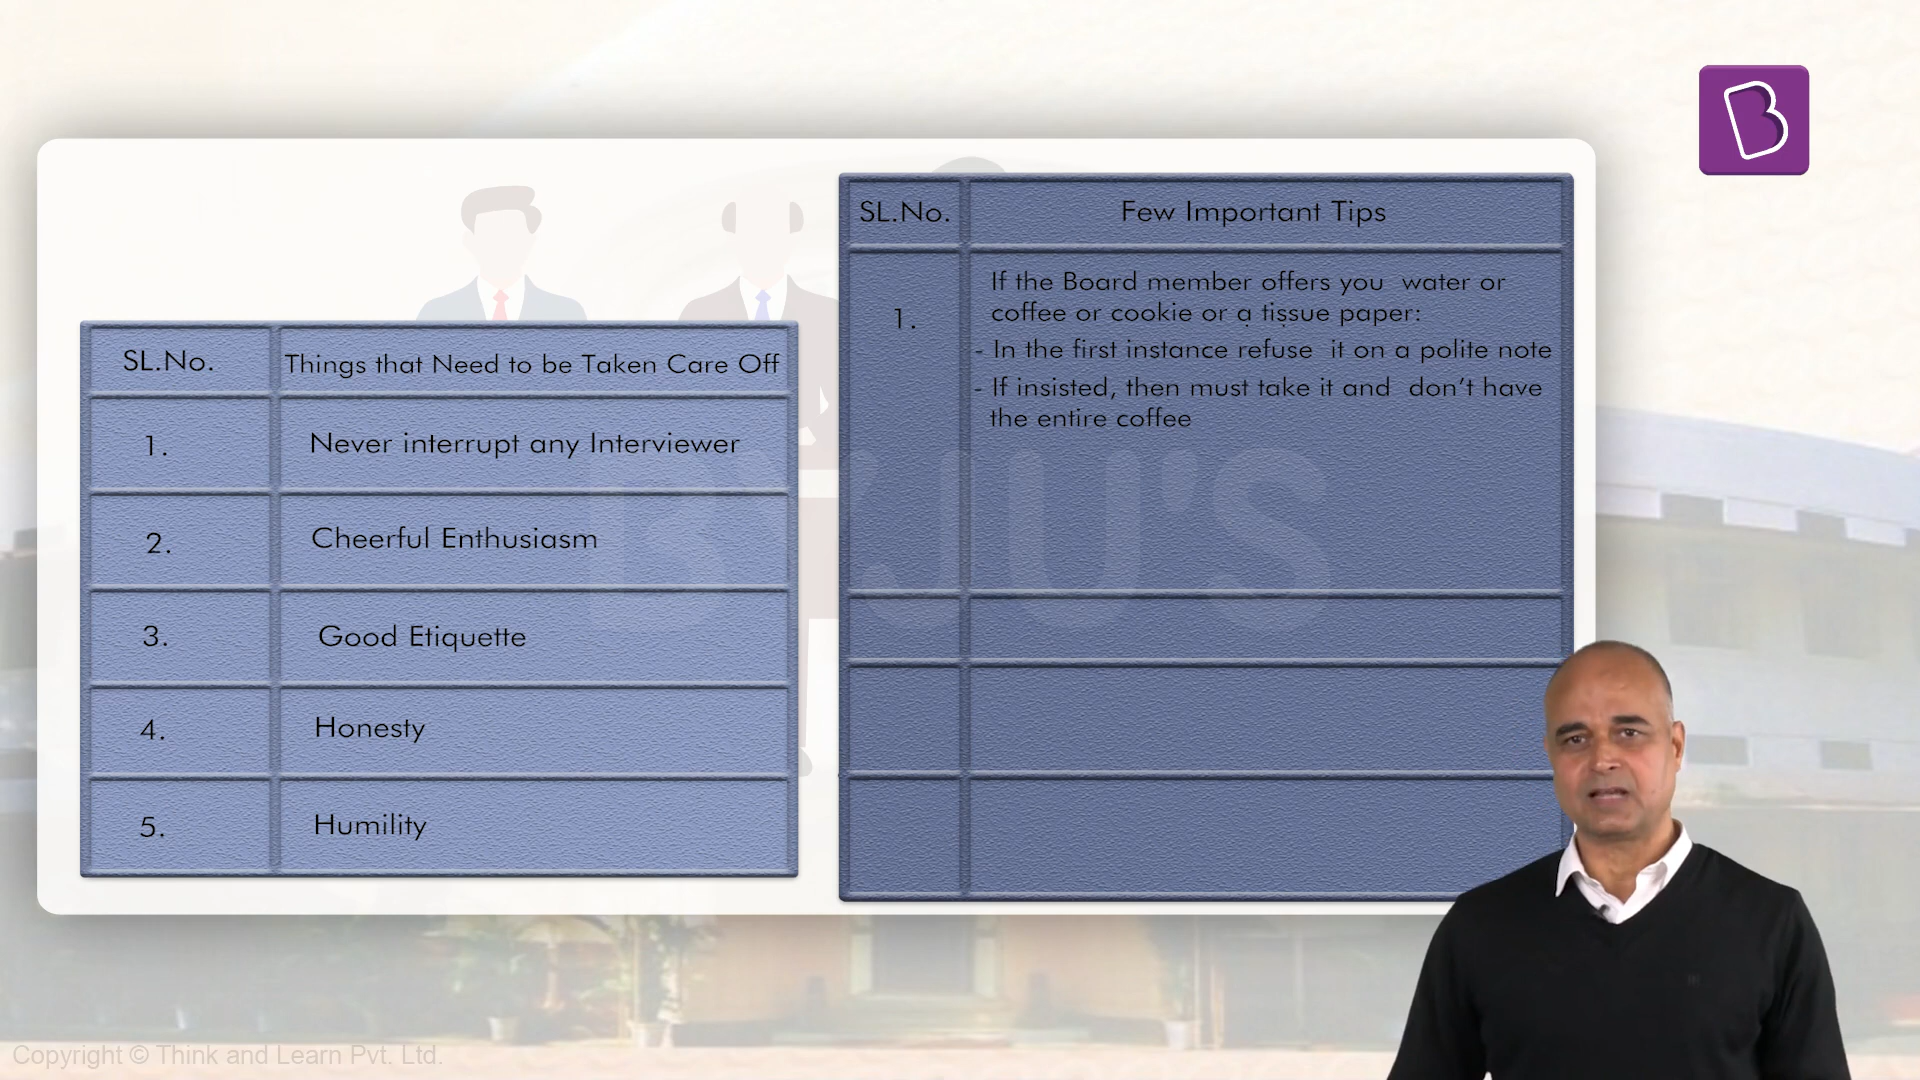 SL.No. Things that Need to be Taken Care Off
1. Never interrupt any Interviewer
2. Cheerful Enthusiasm
3. Good Etiquette
4. Honesty
5. Humility
SL.No. Few Important Tips
1. If the Board member offers you water or
coffee or cookie or a tissue paper:
- In the first instance refuse it on a polite note
- If insisted, then must take it and don't have
the entire coffee
BYJU'S
B
Copyright © Think and Learn Pvt. Ltd.